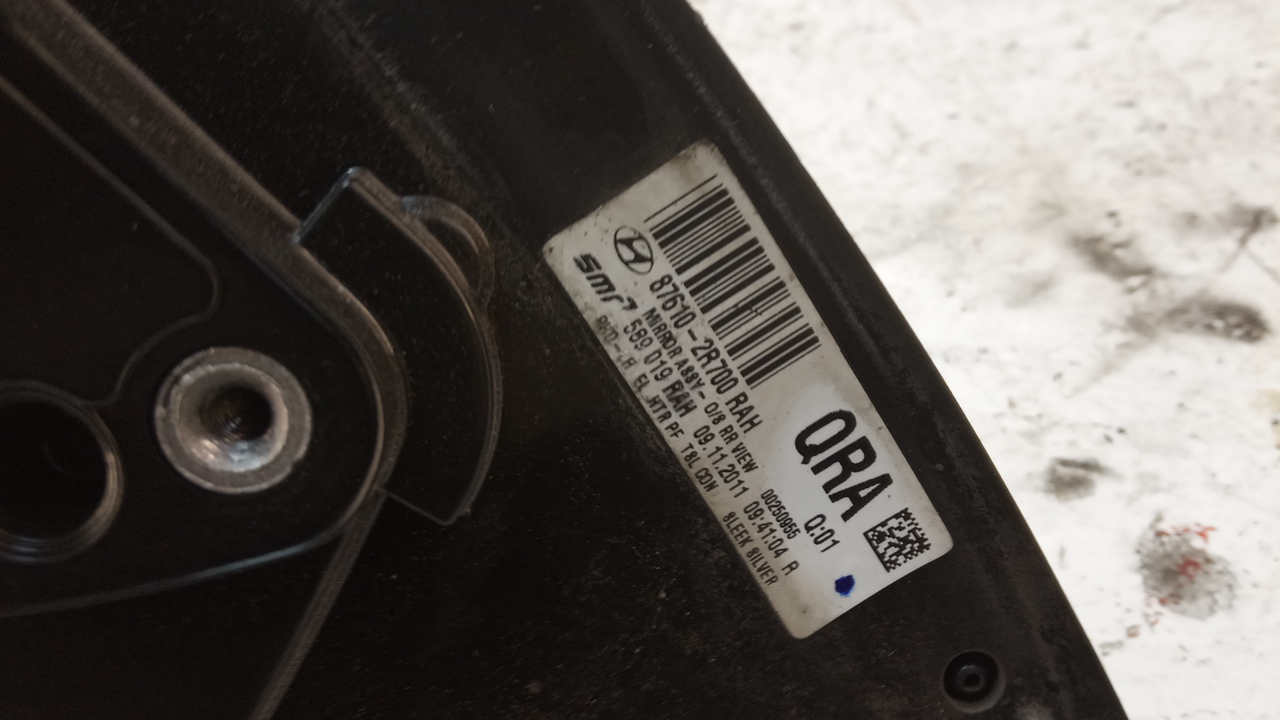 87610-2R700 RAH
MIRROR ASSY- O/S RR VIEW 00250955
smr 589 019 RAH 09.11.2011 09:41:04 R
EL HTR PF T&L CON SLEEK SILVER
QRA
Q:01